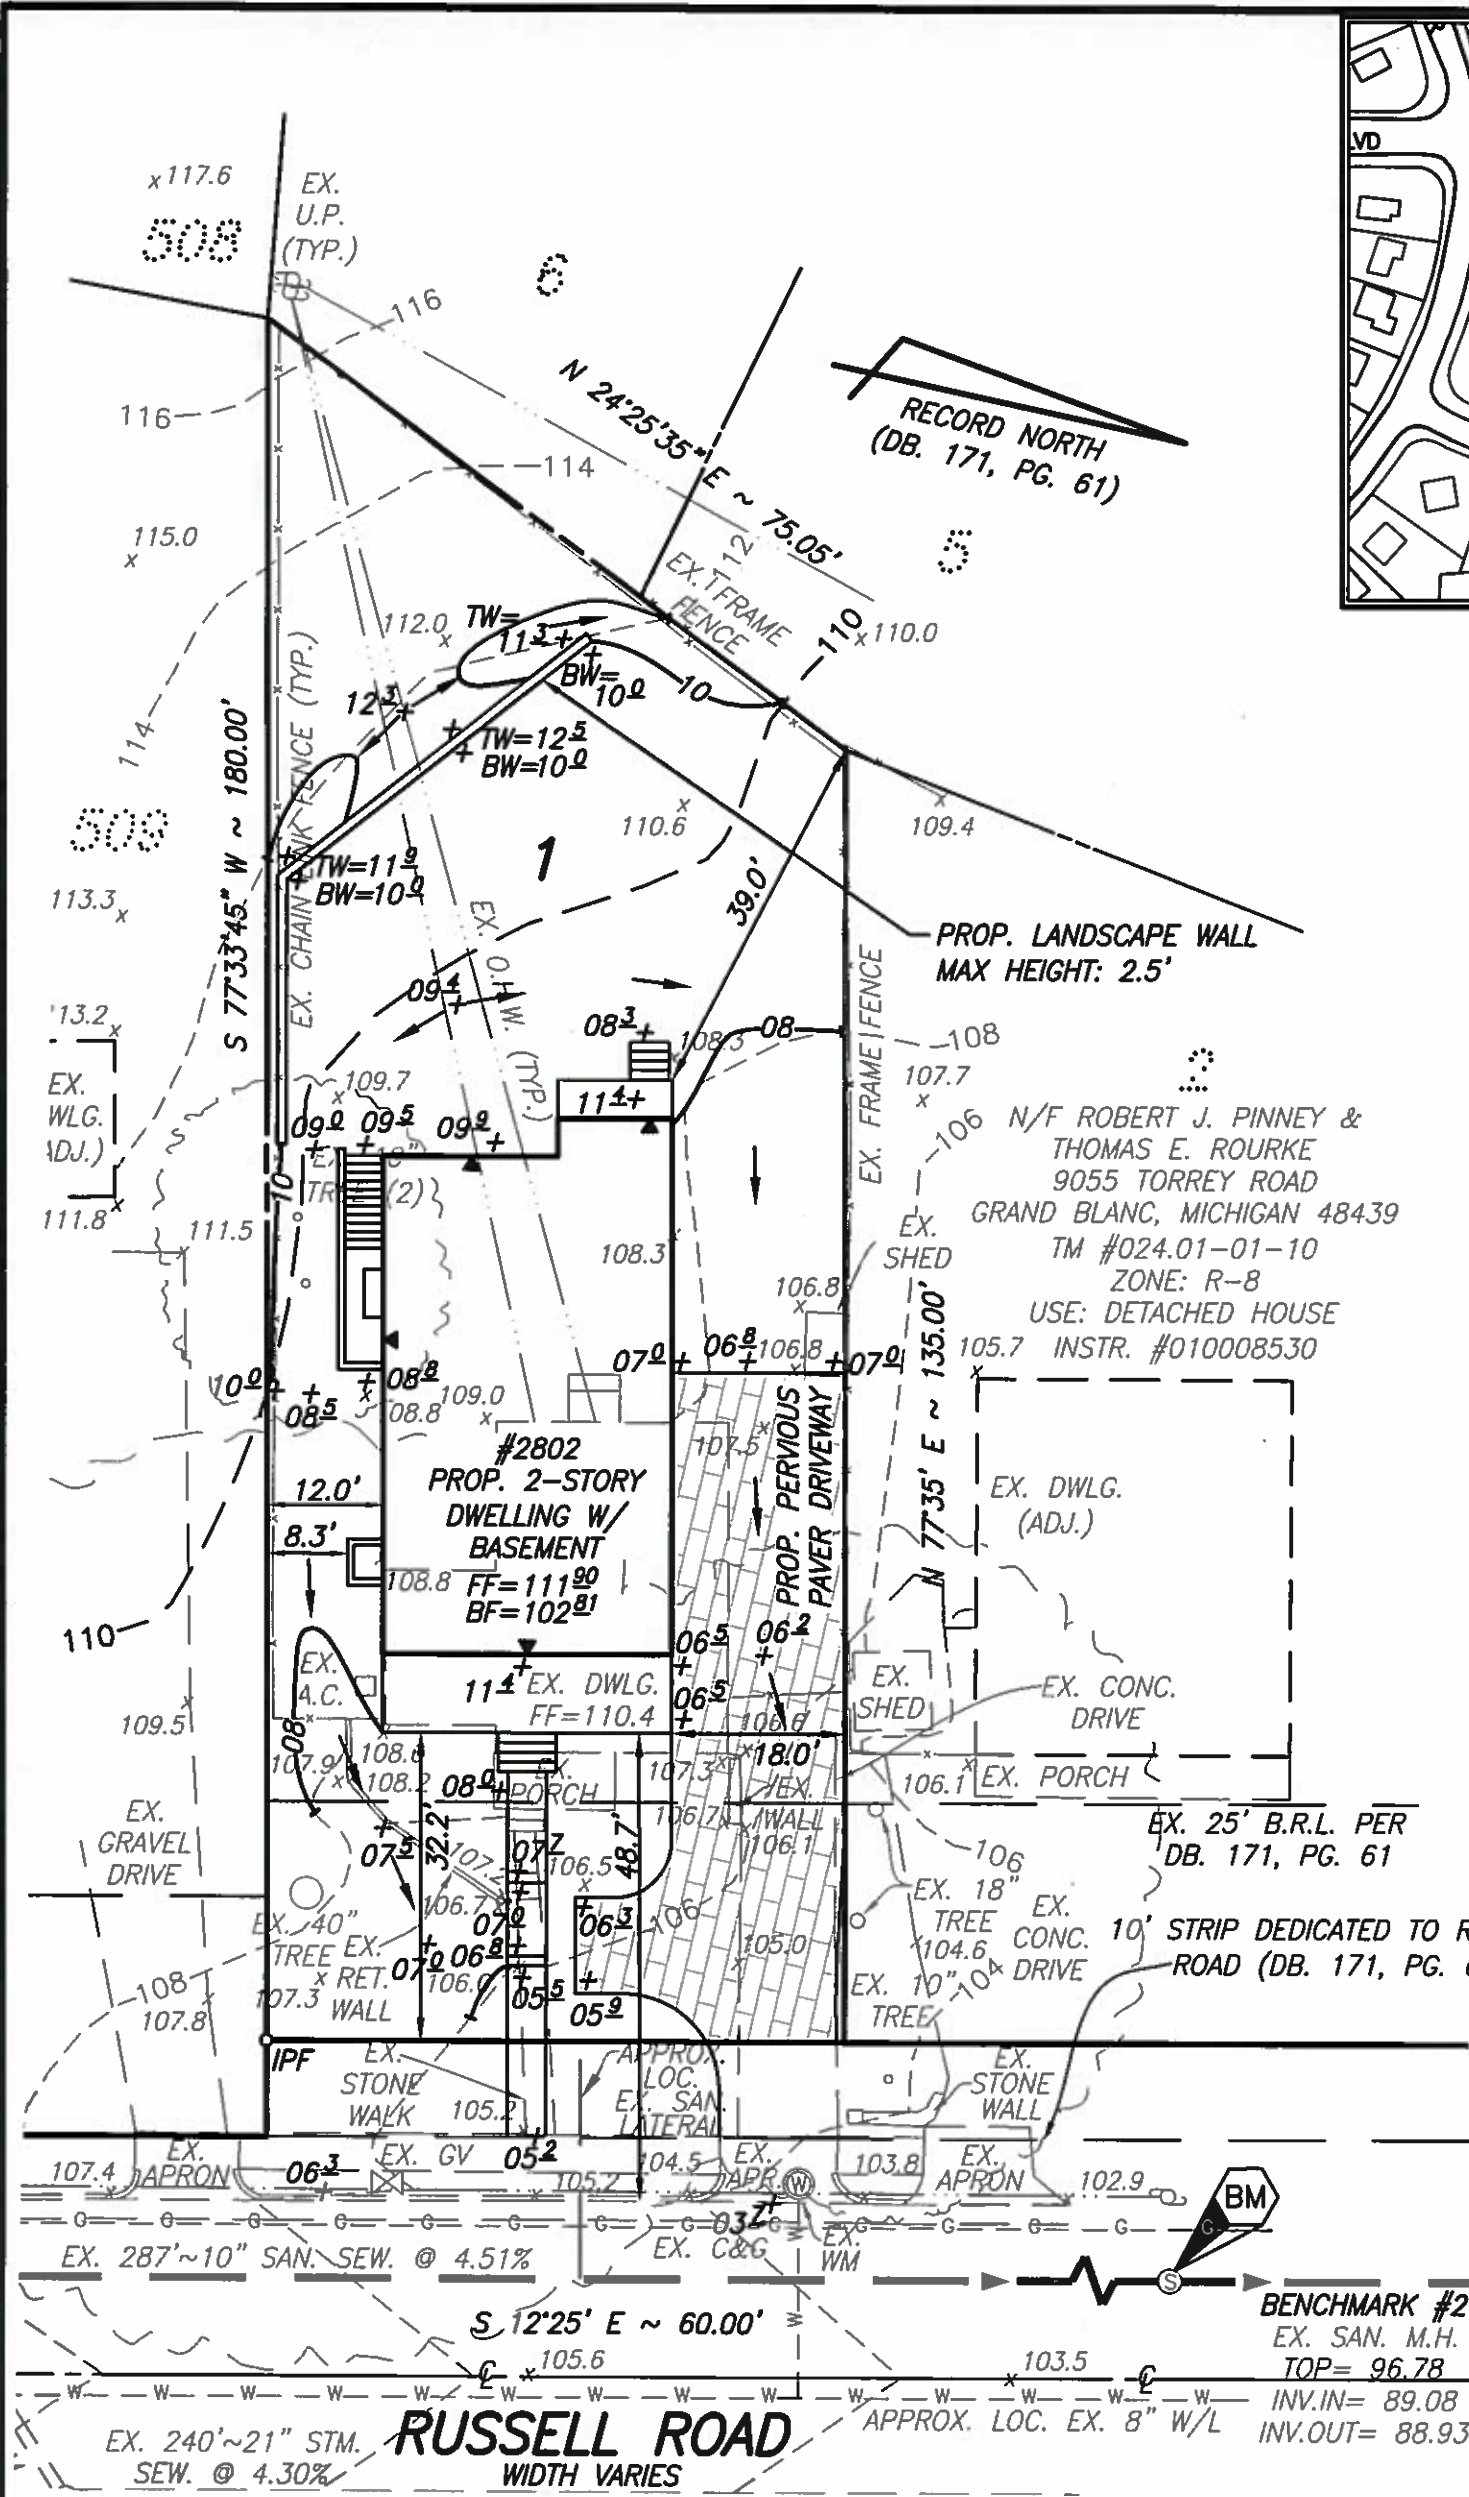 117.6
508
EX.
U.P.
(TYP.)
6
116
116
N 24°25'35" E ~ 75.05'
RECORD NORTH
(DB. 171, PG. 61)
VD
114
115.0
5
112
EX. FRAME
FENCE
110
110.0
112.0
TW=
11 3
BW=
10 0
10
12 3
TW=12 5
BW=10 0
114
EX. CHAIN LINK FENCE (TYP.)
S 77°33'45" W ~ 180.00'
508
110.6
109.4
1
TW=11 9
BW=10 0
113.3
39.0'
PROP. LANDSCAPE WALL
MAX HEIGHT: 2.5'
EX. O.H.W. (TYP.)
09 4
EX. FRAME FENCE
113.2
08 3
108.3
08
108
107.7
2
EX.
WLG.
ADJ.)
109.7
11 4
09 0
09 5
09 9
106
N/F ROBERT J. PINNEY &
THOMAS E. ROURKE
9055 TORREY ROAD
GRAND BLANC, MICHIGAN 48439
TM #024.01-01-10
ZONE: R-8
USE: DETACHED HOUSE
INSTR. #010008530
TREE (2)
10
111.8
111.5
108.3
EX.
SHED
106.8
105.7
07 0
06 8
106.8
07 0
N 77°35' E ~ 135.00'
10 0
08 5
08 8
08.8
109.0
107.5
PROP. PERVIOUS
PAVER DRIVEWAY
#2802
PROP. 2-STORY
DWELLING W/
BASEMENT
FF=111 90
BF=102 81
12.0'
8.3'
108.8
EX. DWLG.
(ADJ.)
110
06 5
06 2
EX.
A.C.
11 4
EX. DWLG.
FF=110.4
06 5
106.6
EX.
SHED
EX. CONC.
DRIVE
109.5
08
18.0'
107.9
108.6
108.2
08 0
EX.
PORCH
107.3
106.1
EX. PORCH
EX.
GRAVEL
DRIVE
32.2'
48.7'
106.7
EX.
WALL
106.1
EX. 25' B.R.L. PER
DB. 171, PG. 61
07 5
107.2
07 7
106.5
106
EX. 18"
TREE
EX. 40"
TREE
106.7
07 0
06 3
106
105.0
104.6
EX.
CONC.
DRIVE
10' STRIP DEDICATED TO R
ROAD (DB. 171, PG. 6
EX.
RET.
WALL
07 0
06 8
106.0
05 5
05 9
EX. 10"
TREE
104
108
107.8
107.3
IPF
EX.
STONE
WALK
105.2
APPROX.
LOC.
EX. SAN.
LATERAL
EX.
STONE
WALL
107.4
EX.
APRON
06 3
EX. GV
05 2
105.2
104.5
EX.
APR.
W
103.8
EX.
APRON
102.9
BM
G G G G G G G G G G G G
03 7
EX. C&G
EX.
WM
EX. 287'~10" SAN. SEW. @ 4.51%
S
S 12°25' E ~ 60.00'
BENCHMARK #2
EX. SAN. M.H.
TOP= 96.78
INV.IN= 89.08
INV.OUT= 88.93
105.6
103.5
W W W W W W W W W W W W W W
APPROX. LOC. EX. 8" W/L
EX. 240'~21" STM.
SEW. @ 4.30%
RUSSELL ROAD
WIDTH VARIES